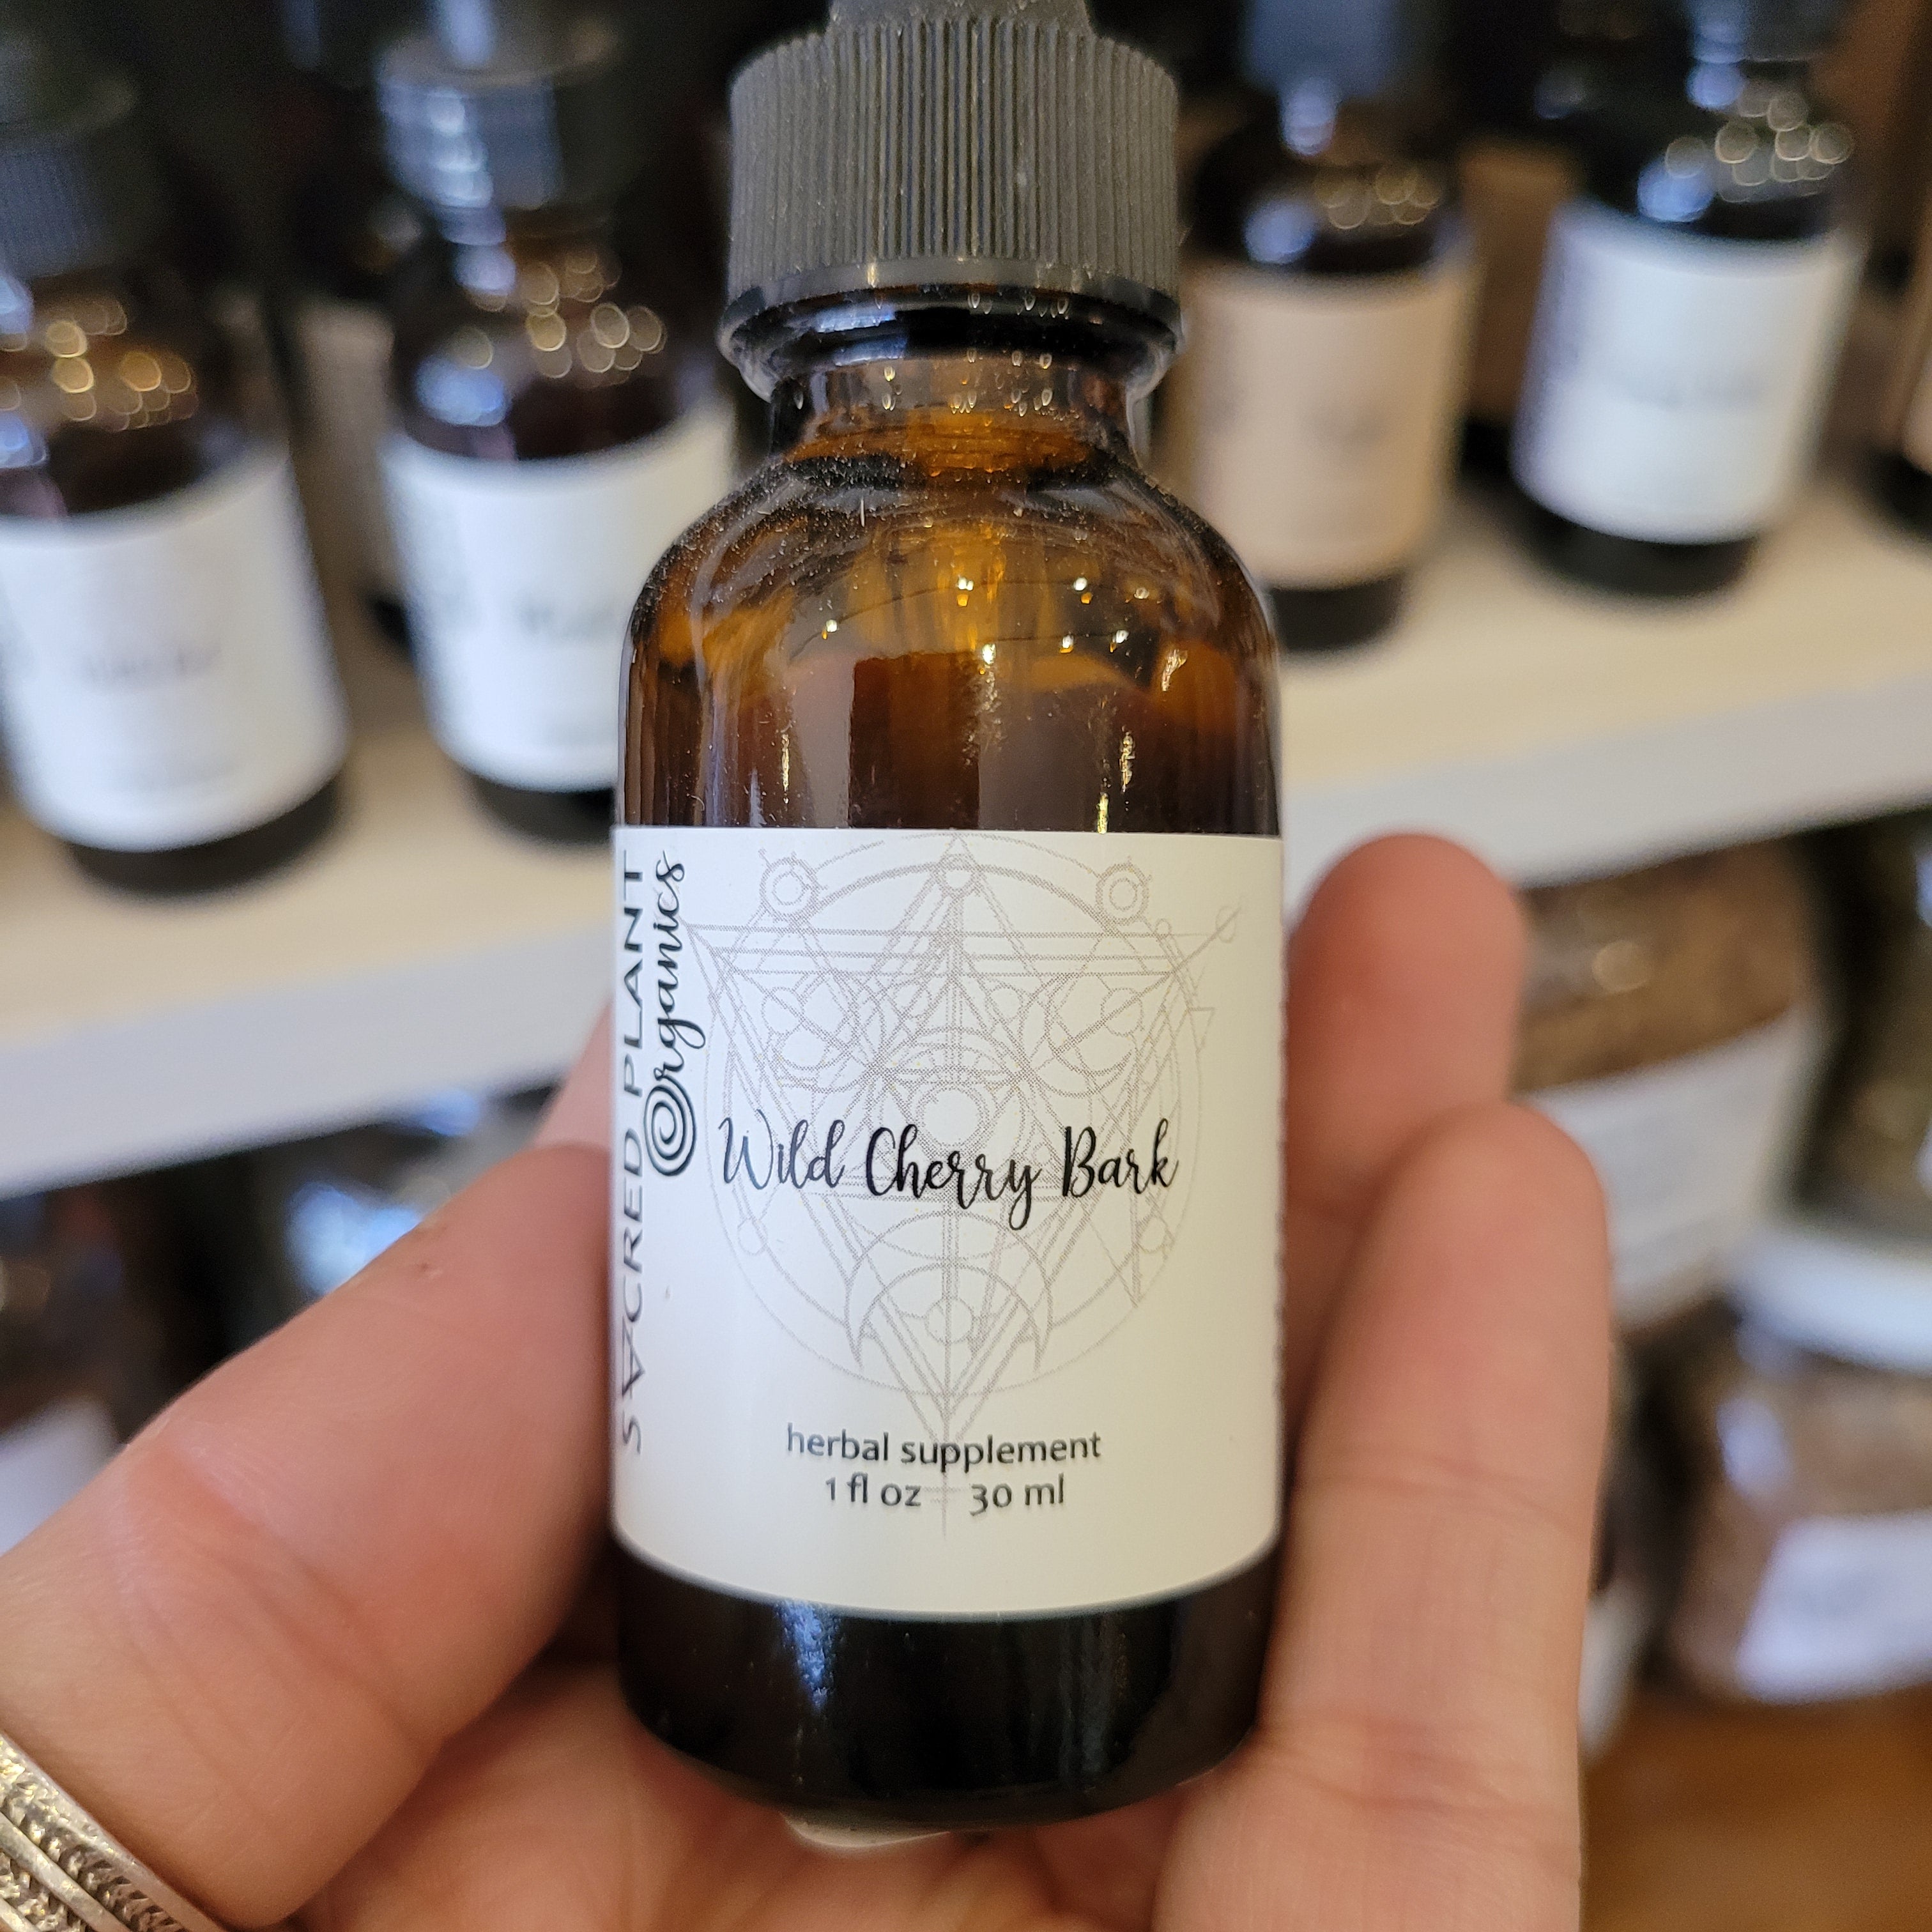 SACRED PLANT
Organics
Wild Cherry Bark
herbal supplement
1 fl oz 30 ml